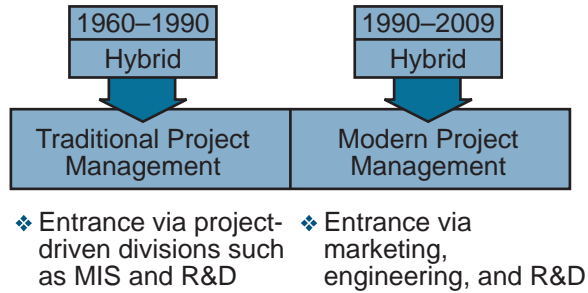 1960–1990
Hybrid
1990–2009
Hybrid
Traditional Project
Management
Modern Project
Management
❖ Entrance via project-
driven divisions such
as MIS and R&D
❖ Entrance via
marketing,
engineering, and R&D